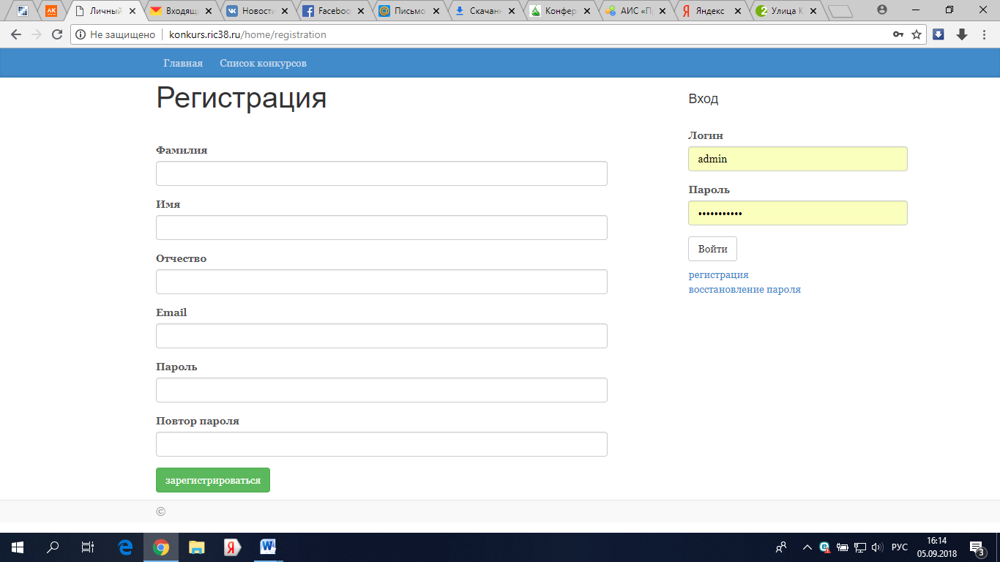 Личный
Входящ
Новости
Faceboo
Письмо
Скачанн
Конфер
АИС «П
Яндекс
Улица К
Не защищено
konkurs.ric38.ru/home/registration
Главная
Список конкурсов
Регистрация
Фамилия
Имя
Отчество
Email
Пароль
Повтор пароля
зарегистрироваться
©
Вход
Логин
admin
Пароль
•••••••••••
Войти
регистрация
восстановление пароля
РУС
16:14
05.09.2018
3